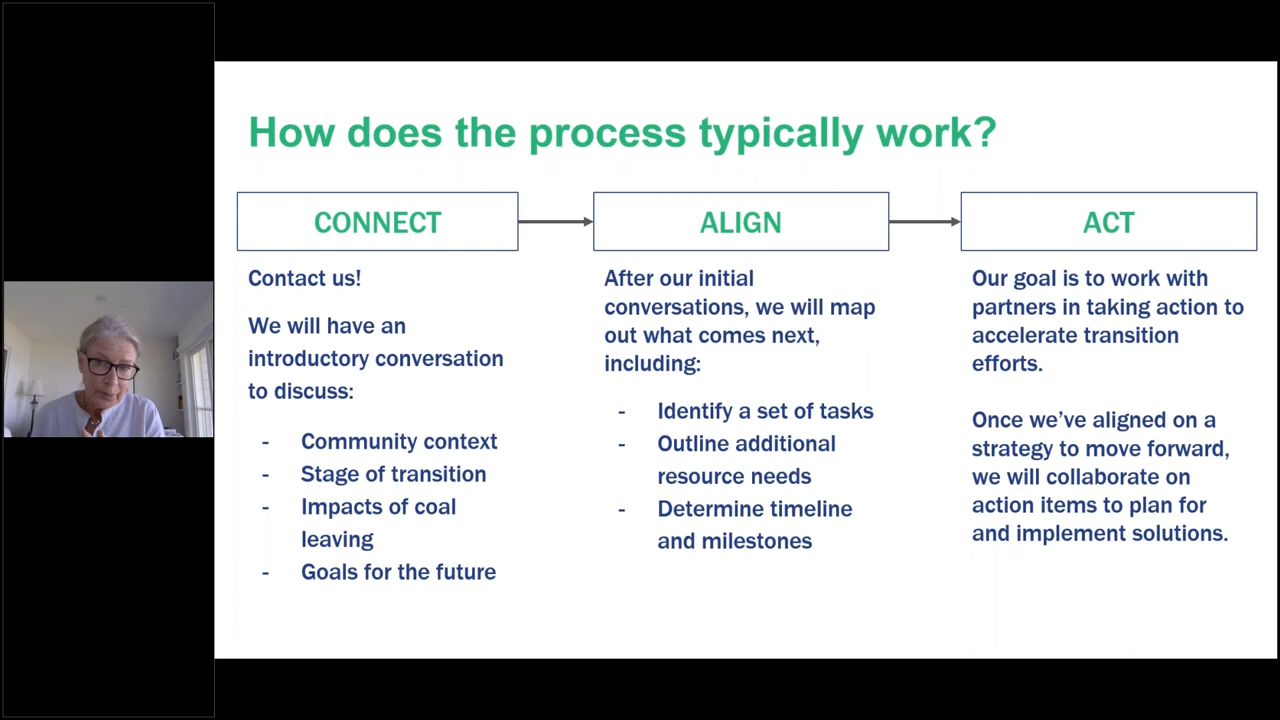 How does the process typically work?
CONNECT
ALIGN
ACT
Contact us!
We will have an
introductory conversation
to discuss:
- Community context
- Stage of transition
- Impacts of coal
leaving
- Goals for the future
After our initial
conversations, we will map
out what comes next,
including:
- Identify a set of tasks
- Outline additional
resource needs
- Determine timeline
and milestones
Our goal is to work with
partners in taking action to
accelerate transition
efforts.
Once we’ve aligned on a
strategy to move forward,
we will collaborate on
action items to plan for
and implement solutions.